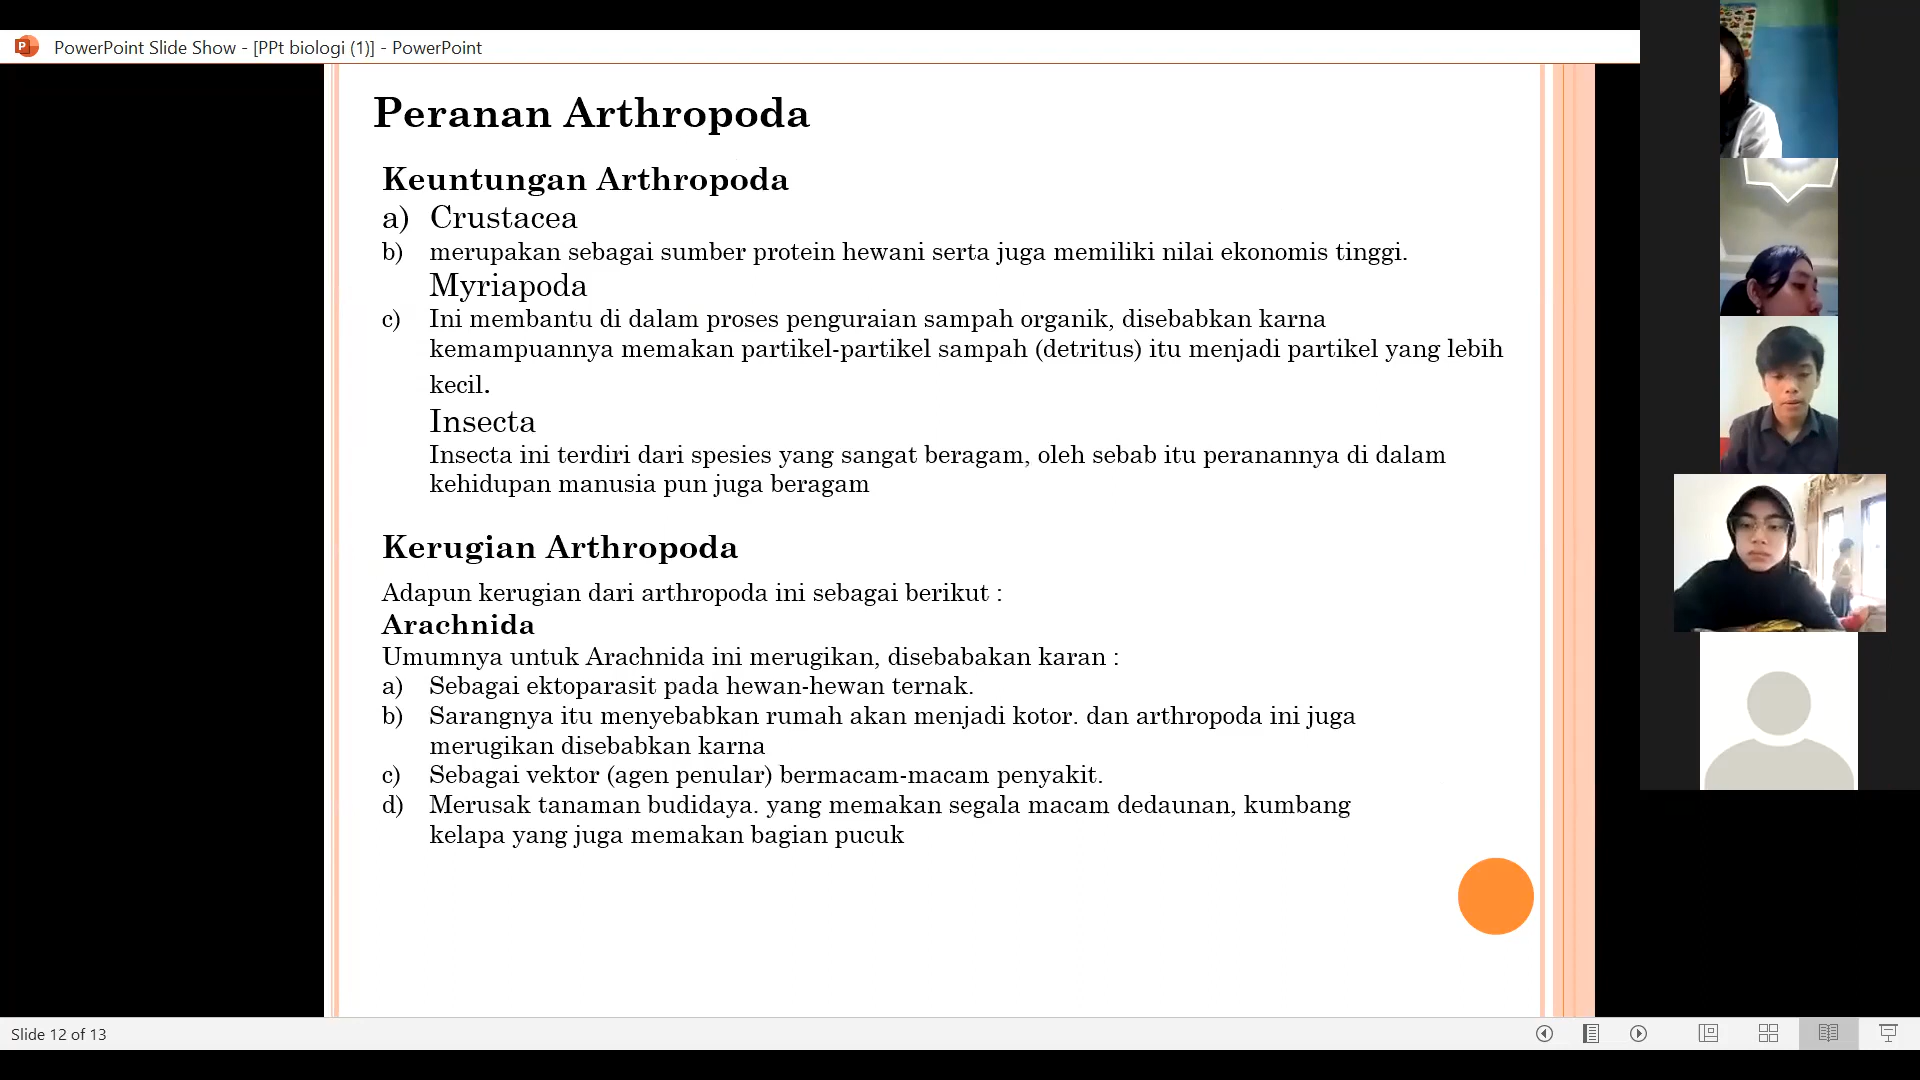 PowerPoint Slide Show - [PPt biologi (1)] - PowerPoint
Peranan Arthropoda
Keuntungan Arthropoda
a) Crustacea
b) merupakan sebagai sumber protein hewani serta juga memiliki nilai ekonomis tinggi.
Myriapoda
c) Ini membantu di dalam proses penguraian sampah organik, disebabkan karna
kemampuannya memakan partikel-partikel sampah (detritus) itu menjadi partikel yang lebih
kecil.
Insecta
Insecta ini terdiri dari spesies yang sangat beragam, oleh sebab itu peranannya di dalam
kehidupan manusia pun juga beragam
Kerugian Arthropoda
Adapun kerugian dari arthropoda ini sebagai berikut :
Arachnida
Umumnya untuk Arachnida ini merugikan, disebabakan karan :
a) Sebagai ektoparasit pada hewan-hewan ternak.
b) Sarangnya itu menyebabkan rumah akan menjadi kotor. dan arthropoda ini juga
merugikan disebabkan karna
c) Sebagai vektor (agen penular) bermacam-macam penyakit.
d) Merusak tanaman budidaya. yang memakan segala macam dedaunan, kumbang
kelapa yang juga memakan bagian pucuk
Slide 12 of 13